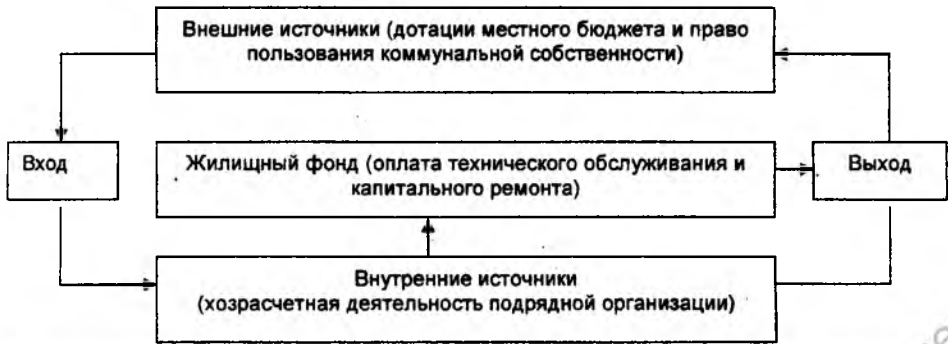 Внешние источники (дотации местного бюджета и право
пользования коммунальной собственности)
Вход
Жилищный фонд (оплата технического обслуживания и
капитального ремонта)
Выход
Внутренние источники
(хозрасчетная деятельность подрядной организации)